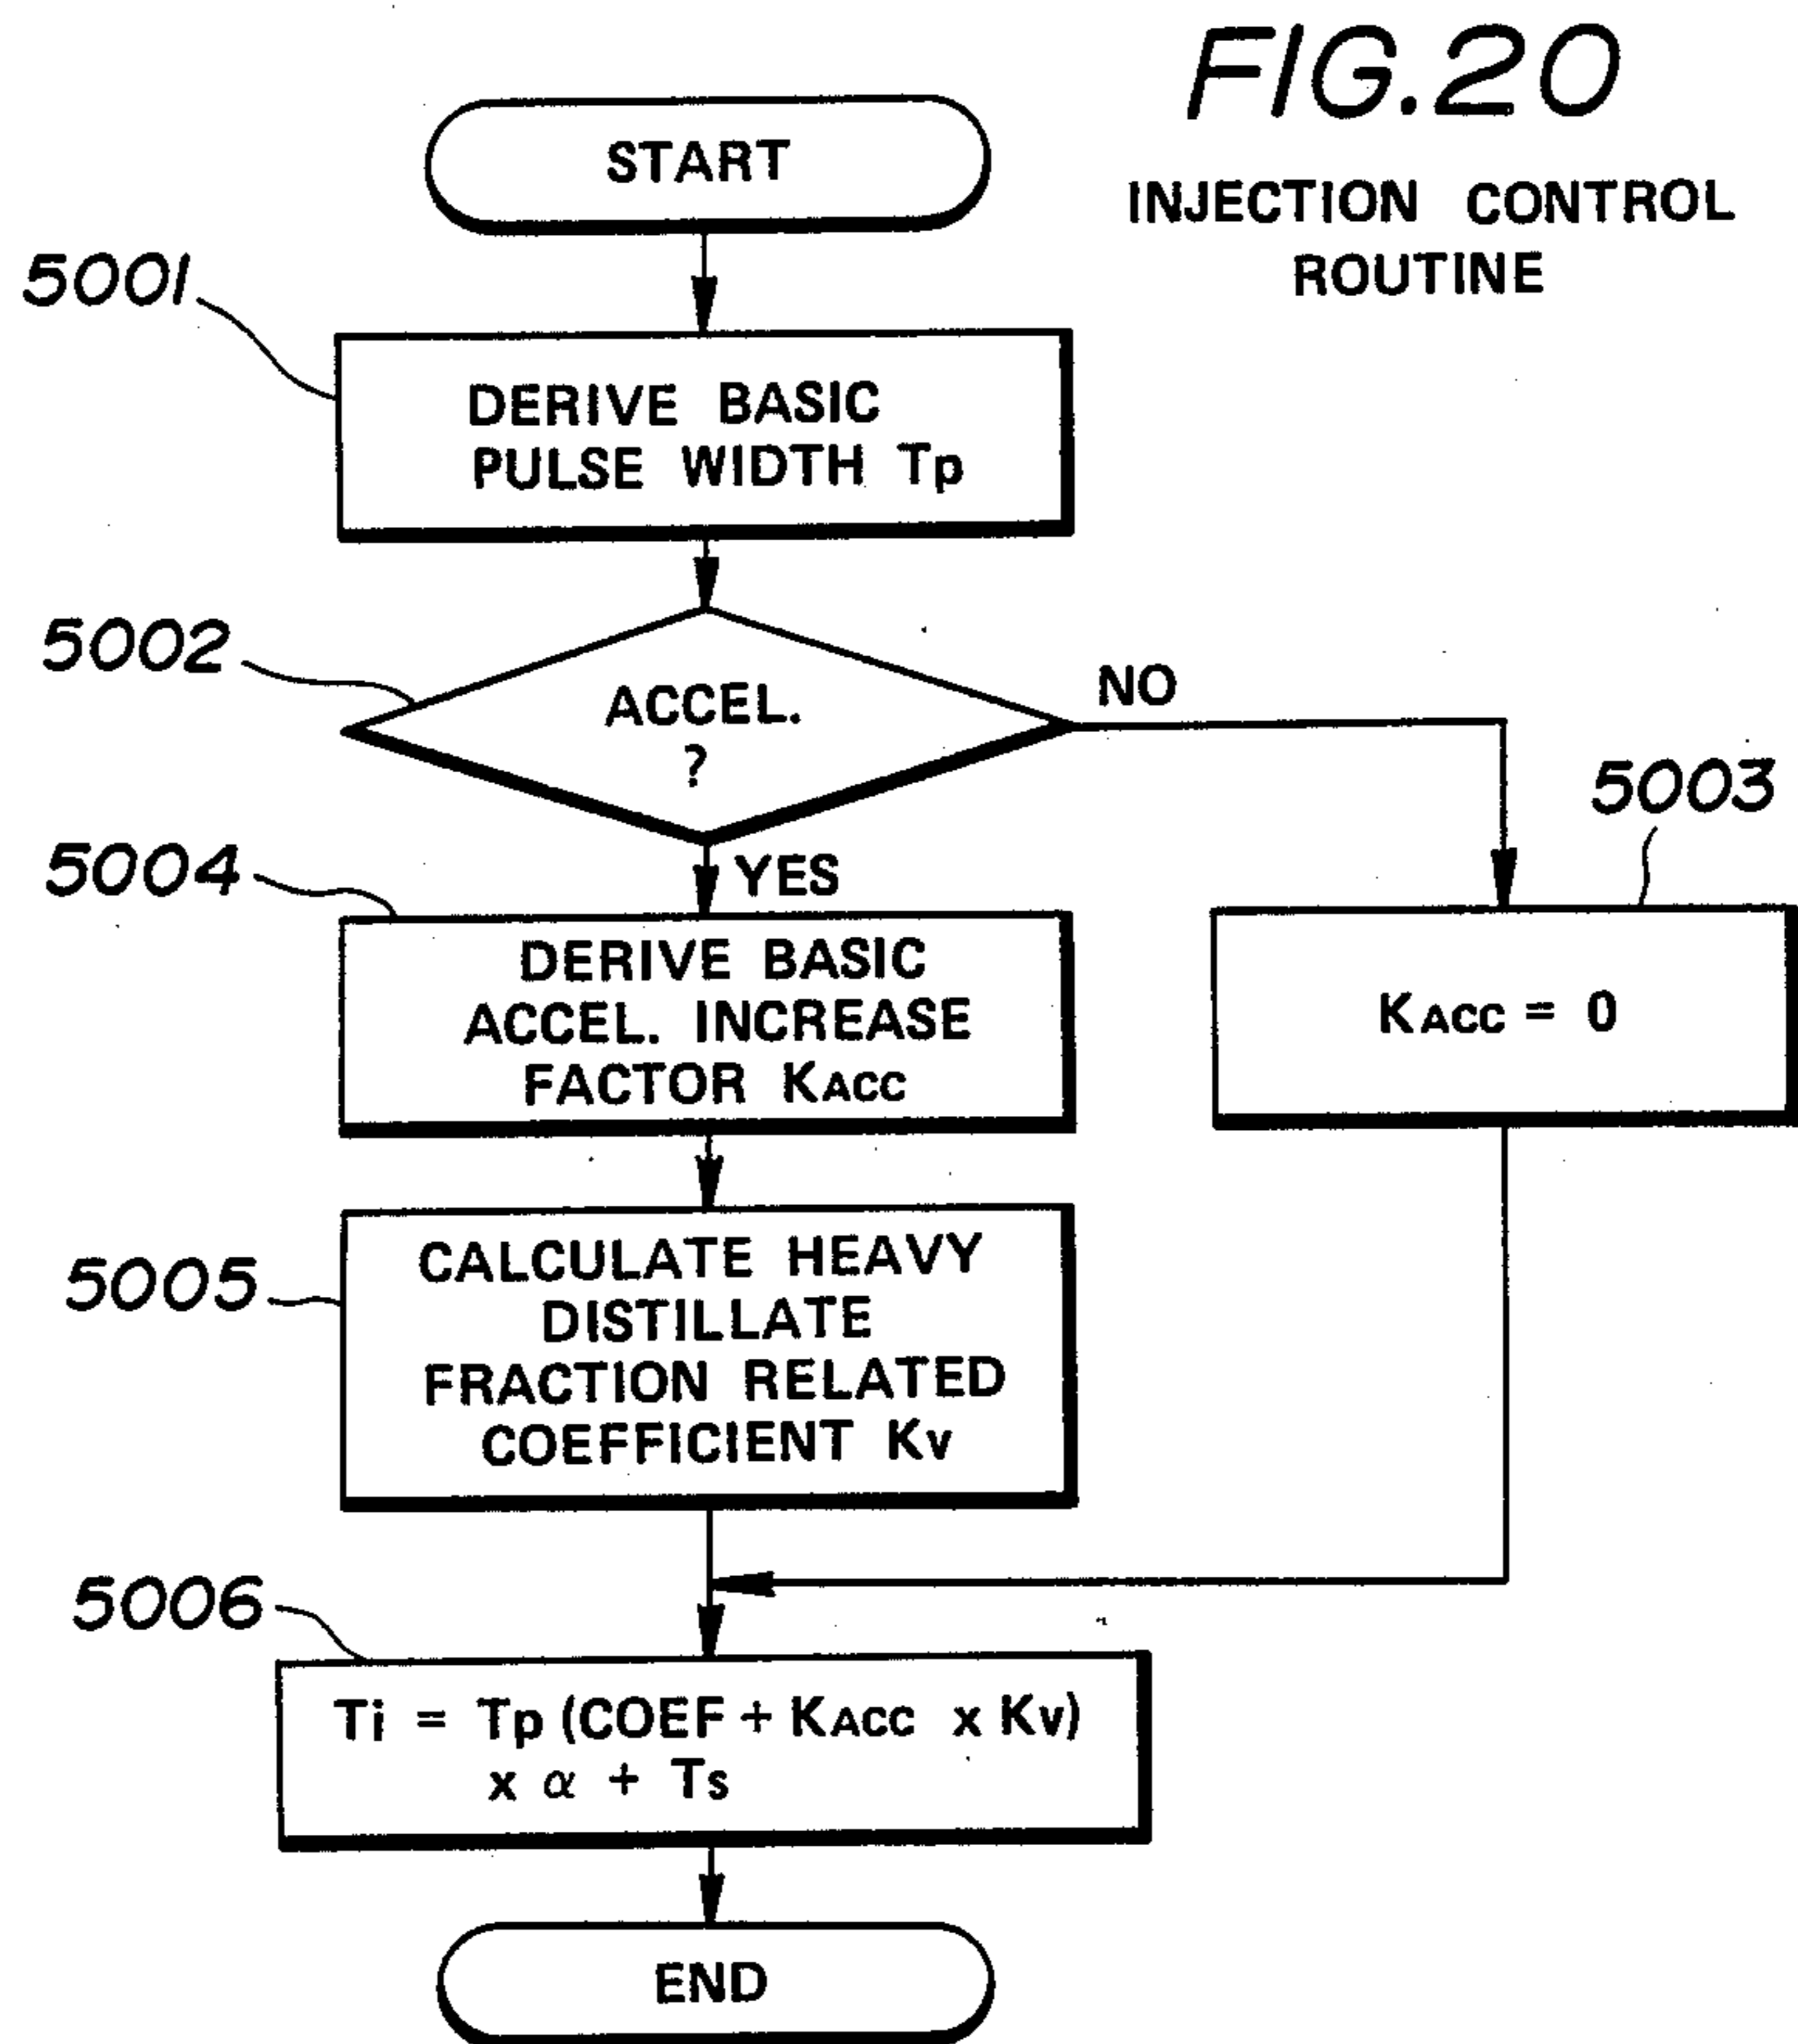 FIG.20
INJECTION CONTROL
ROUTINE
START
5001
DERIVE BASIC
PULSE WIDTH Tp
5002
ACCEL.
?
NO
5003
YES
5004
DERIVE BASIC
ACCEL. INCREASE
FACTOR KACC
KACC = 0
5005
CALCULATE HEAVY
DISTILLATE
FRACTION RELATED
COEFFICIENT Kv
5006
Ti = Tp (COEF + KACC x Kv)
x α + Ts
END